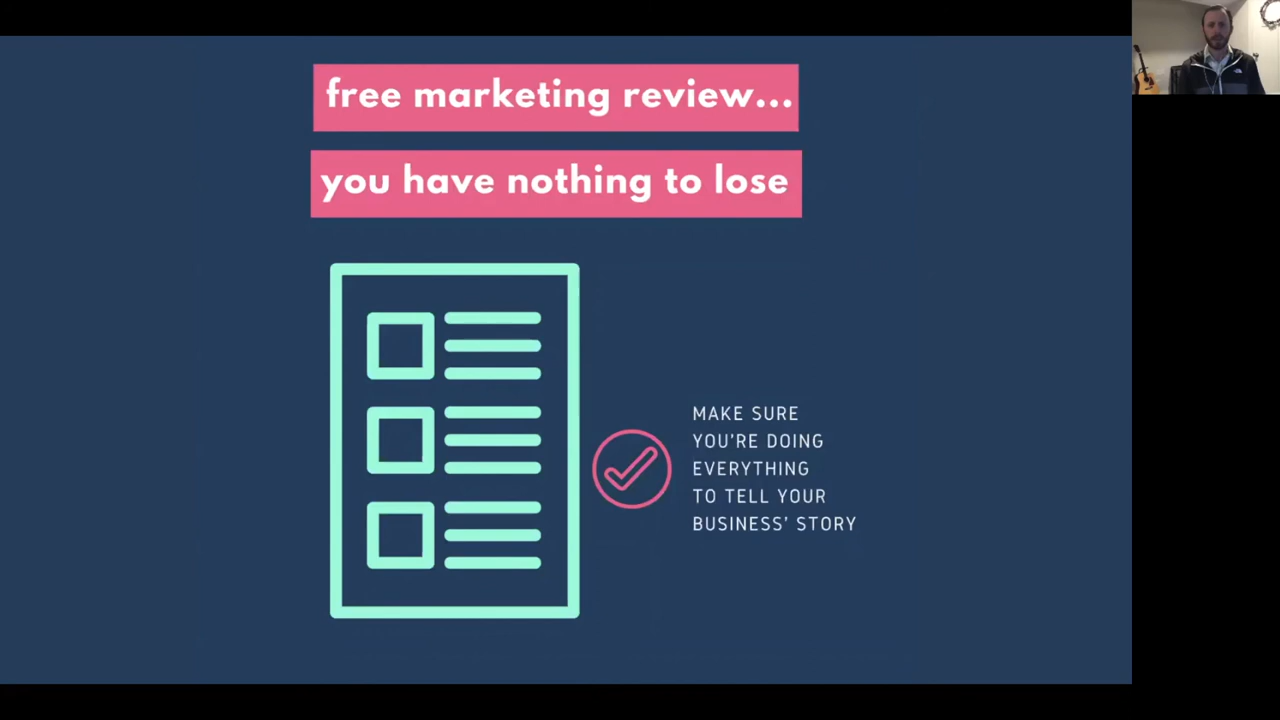 free marketing review...
you have nothing to lose
MAKE SURE
YOU'RE DOING
EVERYTHING
TO TELL YOUR
BUSINESS' STORY